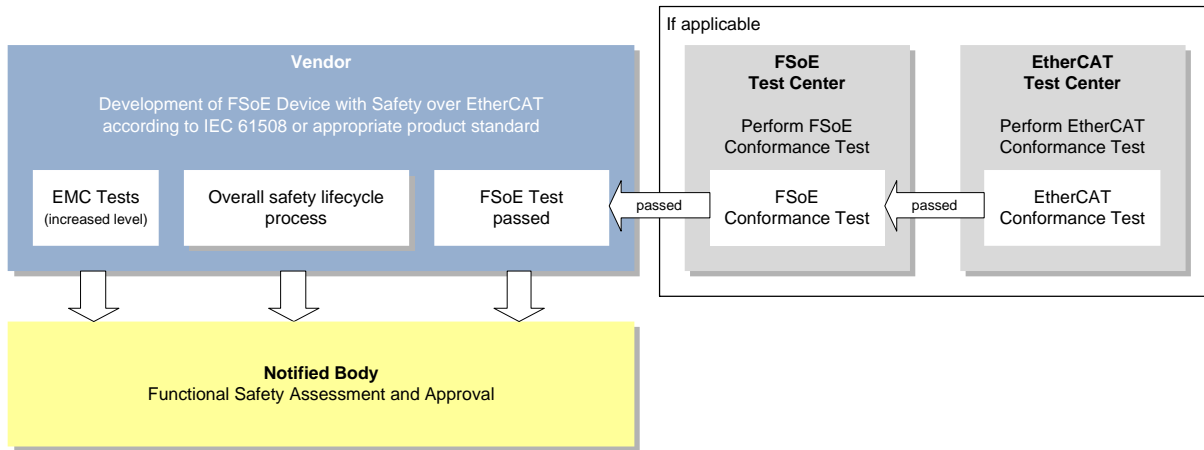 If applicable
Vendor
Development of FSoE Device with Safety over EtherCAT
according to IEC 61508 or appropriate product standard
EMC Tests
(increased level)
Overall safety lifecycle
process
FSoE Test
passed
passed
FSoE
Test Center
Perform FSoE
Conformance Test
FSoE
Conformance Test
passed
EtherCAT
Test Center
Perform EtherCAT
Conformance Test
EtherCAT
Conformance Test
Notified Body
Functional Safety Assessment and Approval